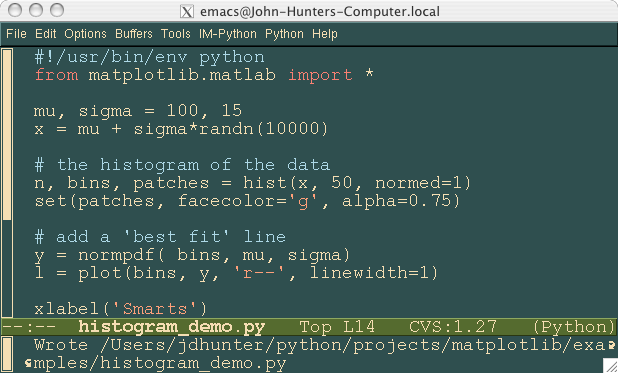 emacs@John-Hunters-Computer.local
File Edit Options Buffers Tools IM-Python Python Help
#!/usr/bin/env python
from matplotlib.matlab import *
mu, sigma = 100, 15
x = mu + sigma*randn(10000)
# the histogram of the data
n, bins, patches = hist(x, 50, normed=1)
set(patches, facecolor='g', alpha=0.75)
# add a 'best fit' line
y = normpdf( bins, mu, sigma)
l = plot(bins, y, 'r--', linewidth=1)
xlabel('Smarts')
--:-- histogram_demo.py Top L14 CVS:1.27 (Python)
Wrote /Users/jdhunter/python/projects/matplotlib/exa
mples/histogram_demo.py